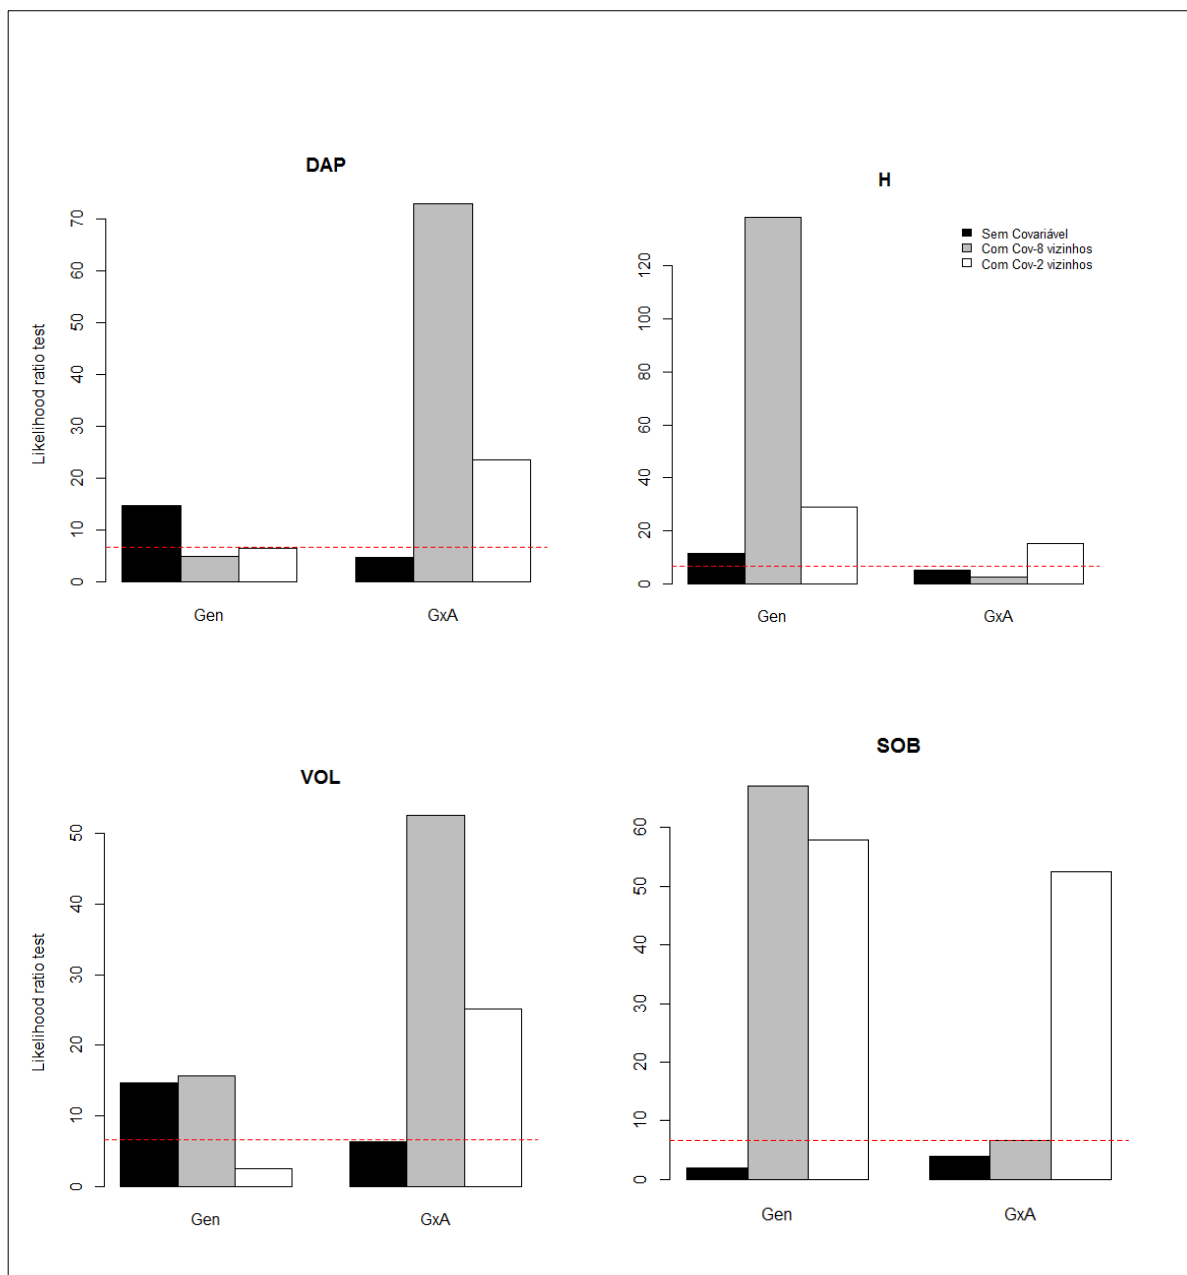 DAP
Likelihood ratio test
70
60
50
40
30
20
10
0
Gen GxA
H
Sem Covariável
Com Cov-8 vizinhos
Com Cov-2 vizinhos
120
100
80
60
40
20
0
Gen GxA
VOL
Likelihood ratio test
50
40
30
20
10
0
Gen GxA
SOB
60
50
40
30
20
10
0
Gen GxA